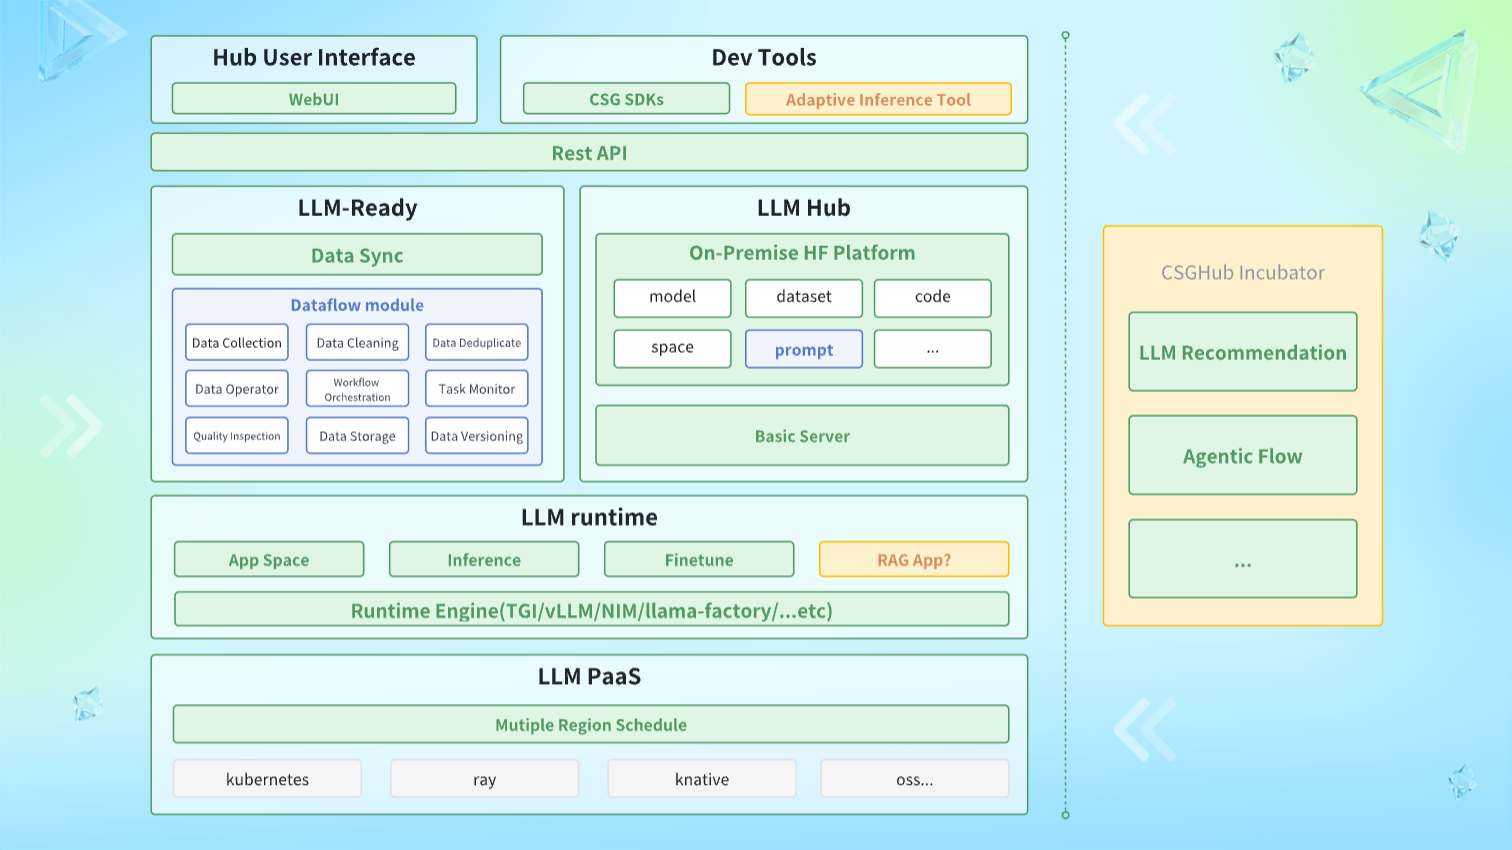 Hub User Interface
WebUI
Dev Tools
CSG SDKs
Adaptive Inference Tool
Rest API
LLM-Ready
Data Sync
Dataflow module
Data Collection
Data Cleaning
Data Deduplicate
Data Operator
Workflow
Orchestration
Task Monitor
Quality Inspection
Data Storage
Data Versioning
LLM Hub
On-Premise HF Platform
model
dataset
code
space
prompt
...
Basic Server
LLM runtime
App Space
Inference
Finetune
RAG App?
Runtime Engine(TGI/vLLM/NIM/llama-factory/...etc)
LLM PaaS
Mutiple Region Schedule
kubernetes
ray
knative
oss...
CSGHub Incubator
LLM Recommendation
Agentic Flow
...